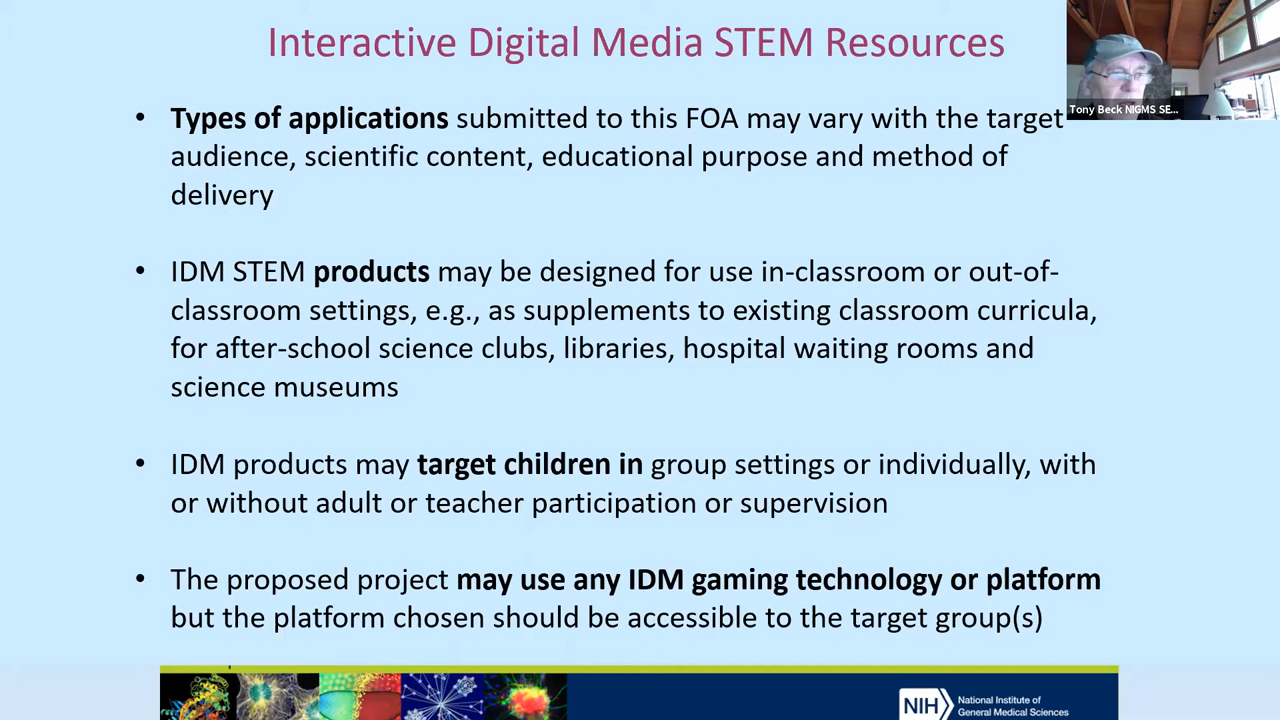 Interactive Digital Media STEM Resources
Tony Beck NIGMS SE...
• Types of applications submitted to this FOA may vary with the target
audience, scientific content, educational purpose and method of
delivery
• IDM STEM products may be designed for use in-classroom or out-of-
classroom settings, e.g., as supplements to existing classroom curricula,
for after-school science clubs, libraries, hospital waiting rooms and
science museums
• IDM products may target children in group settings or individually, with
or without adult or teacher participation or supervision
• The proposed project may use any IDM gaming technology or platform
but the platform chosen should be accessible to the target group(s)
NIH
National Institute of
General Medical Sciences